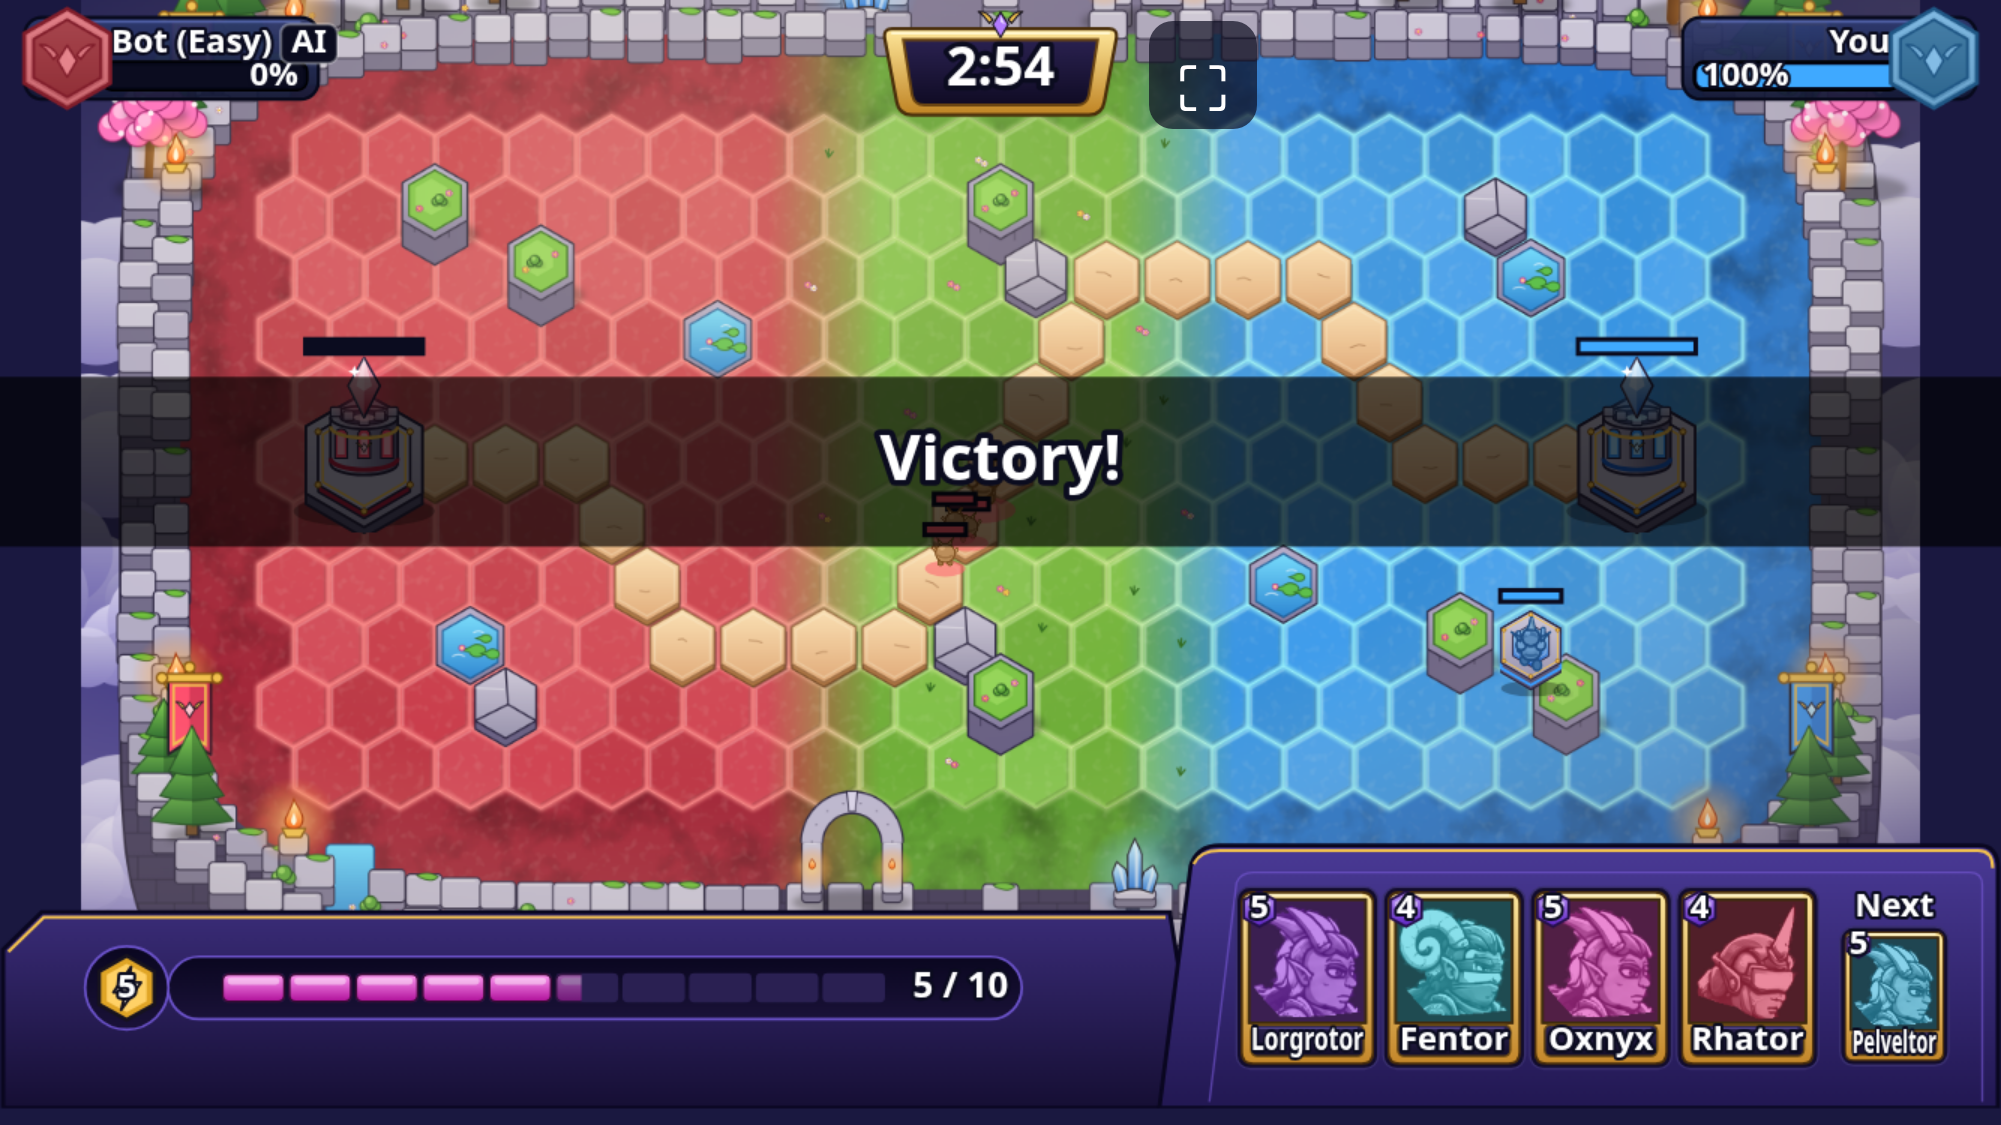 Bot (Easy) AI
0%
2:54
You
100%
Victory!
5
5 / 10
5
Lorgrotor
4
Fentor
5
Oxnyx
4
Rhator
Next
5
Pelveltor